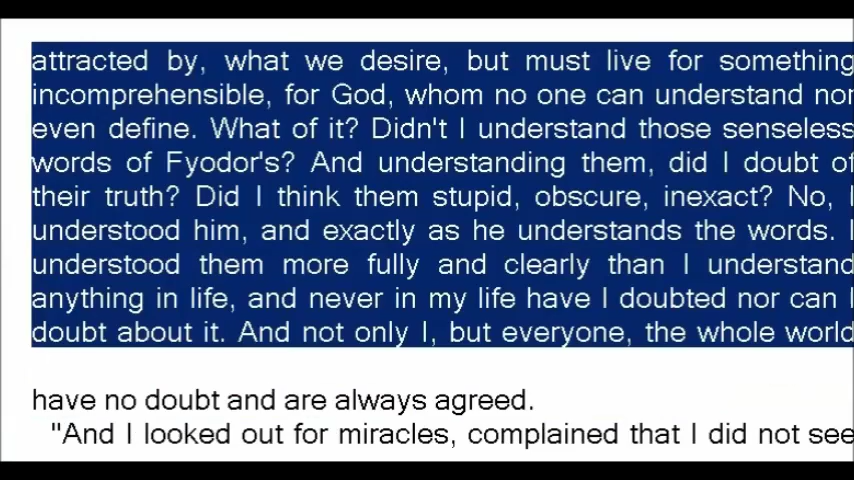 attracted by, what we desire, but must live for something
incomprehensible, for God, whom no one can understand nor
even define. What of it? Didn't I understand those senseless
words of Fyodor's? And understanding them, did I doubt of
their truth? Did I think them stupid, obscure, inexact? No, I
understood him, and exactly as he understands the words. I
understood them more fully and clearly than I understand
anything in life, and never in my life have I doubted nor can I
doubt about it. And not only I, but everyone, the whole world
have no doubt and are always agreed.
"And I looked out for miracles, complained that I did not see